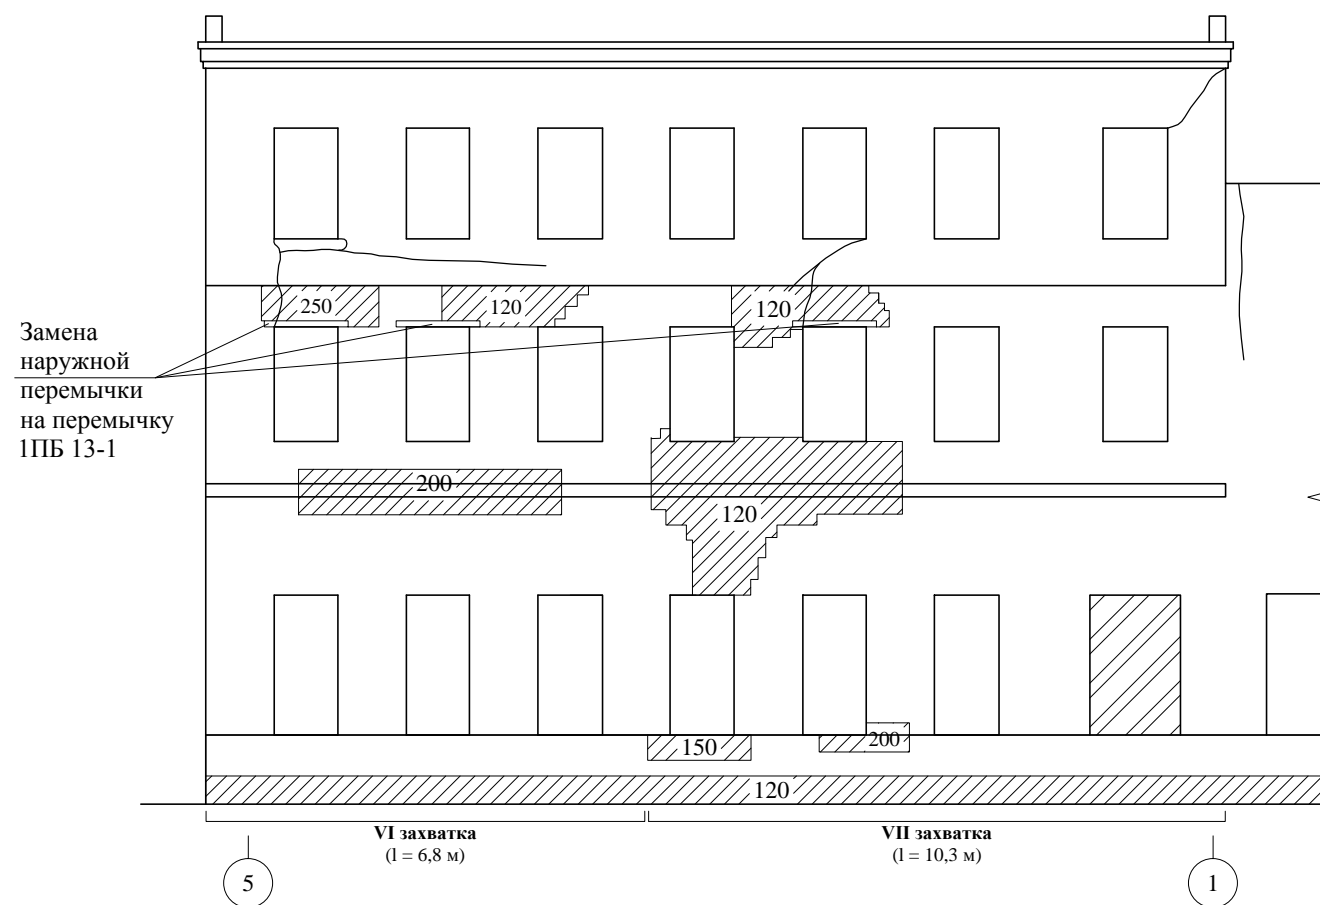 250
120
120
Замена
наружной
перемычки
на перемычку
1ПБ 13-1
200
120
150
200
120
VI захватка
(l = 6,8 м)
VII захватка
(l = 10,3 м)
5
1